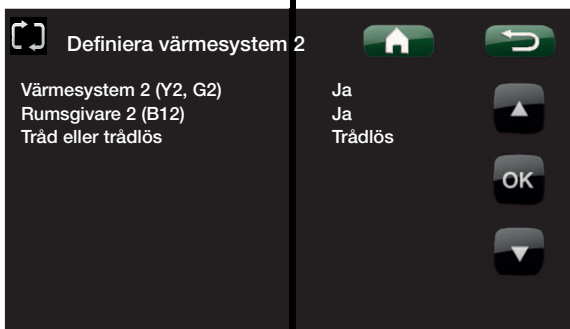 Definiera värmesystem 2
Värmesystem 2 (Y2, G2) Ja
Rumsgivare 2 (B12) Ja
Tråd eller trådlös Trådlös
OK